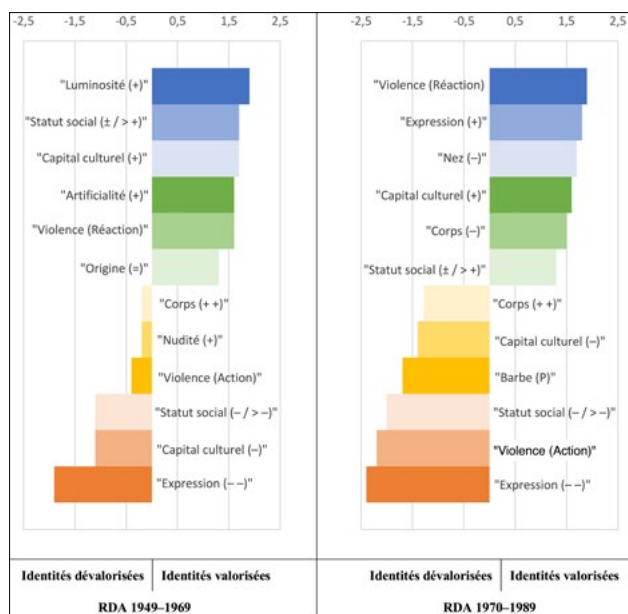 -2,5 -1,5 -0,5 0,5 1,5 2,5
"Luminosité (+)"
"Statut social (± / > +)"
"Capital culturel (+)"
"Artificialité (+)"
"Violence (Réaction)"
"Origine (=)"
"Corps (+ +)"
"Nudité (+)"
"Violence (Action)"
"Statut social (– / > –)"
"Capital culturel (–)"
"Expression (– –)"
Identités dévalorisées Identités valorisées
RDA 1949–1969
-2,5 -1,5 -0,5 0,5 1,5 2,5
"Violence (Réaction)
"Expression (+)"
"Nez (–)"
"Capital culturel (+)"
"Corps (–)"
"Statut social (± / > +)"
"Corps (+ +)"
"Capital culturel (–)"
"Barbe (P)"
"Statut social (– / > –)"
"Violence (Action)"
"Expression (– –)"
Identités dévalorisées Identités valorisées
RDA 1970–1989